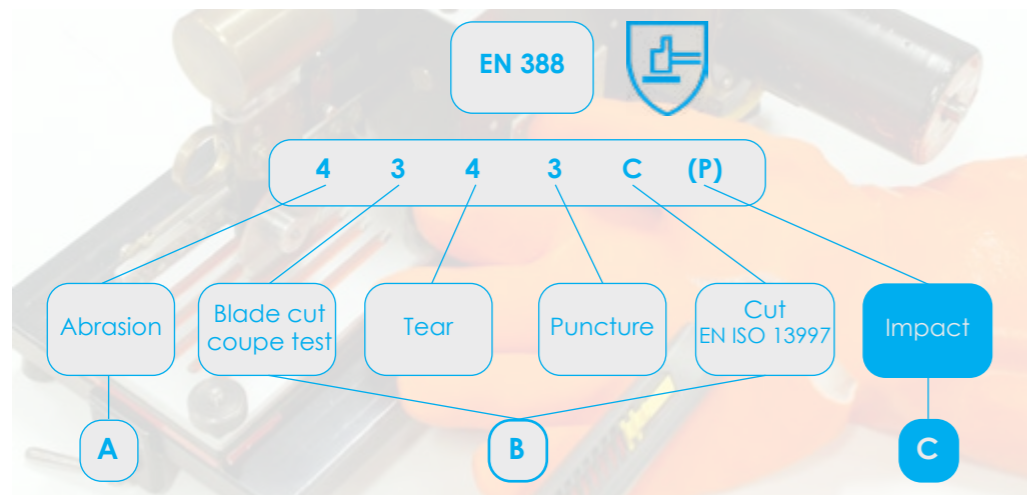 EN 388
4 3 4 3 C (P)
Abrasion
Blade cut
coupe test
Tear
Puncture
Cut
EN ISO 13997
Impact
A
B
C